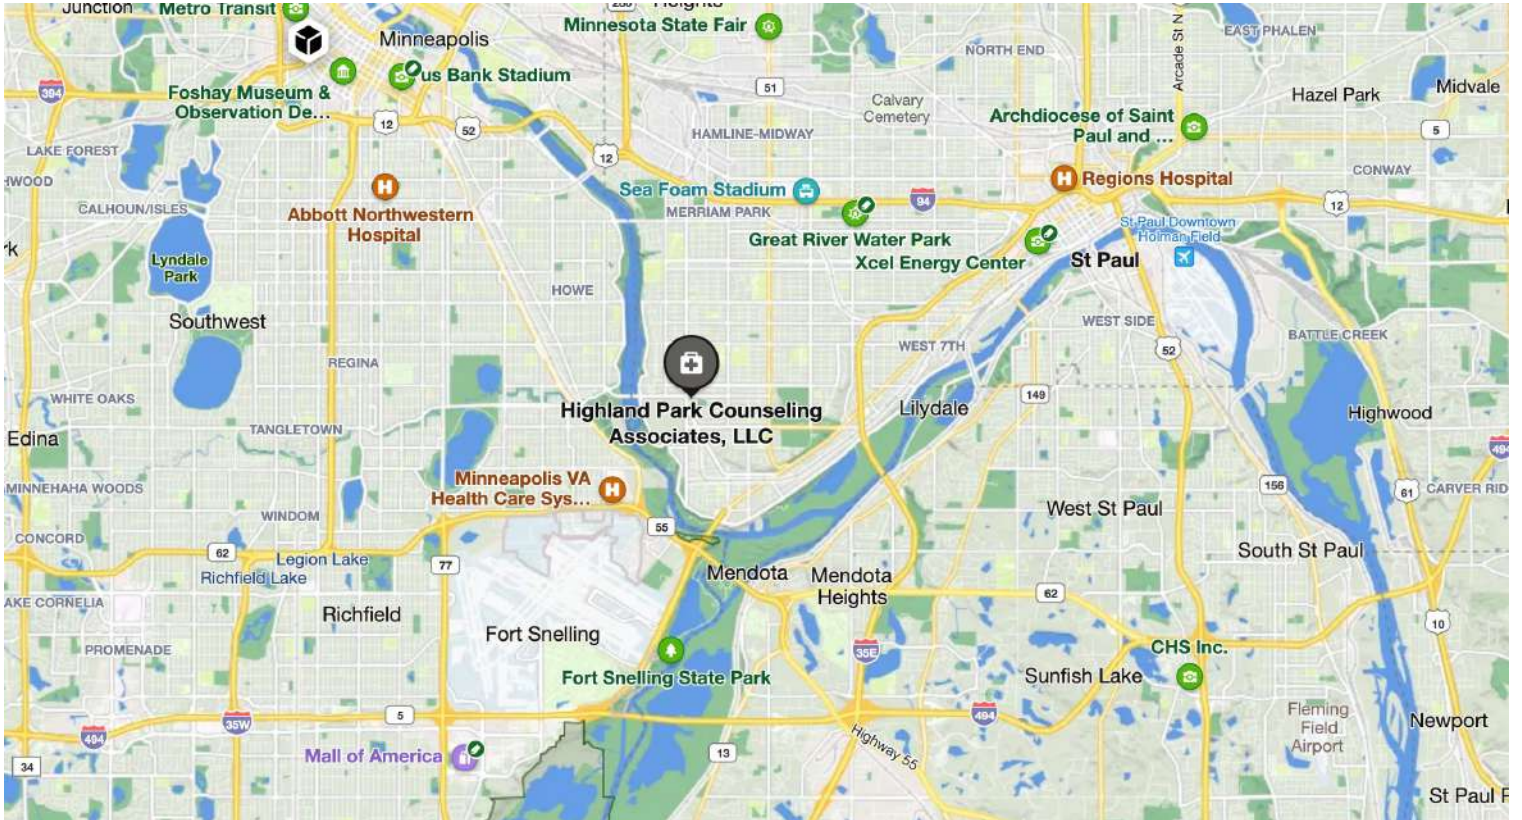 Junction
Metro Transit
280
Heights
Minnesota State Fair
Minneapolis
NORTH END
EAST PHALEN
Arcade St N
us Bank Stadium
Foshay Museum &
Observation De...
394
51
Calvary
Cemetery
Hazel Park
Midvale
Archdiocese of Saint
Paul and ...
12
52
HAMLINE-MIDWAY
5
LAKE FOREST
12
CONWAY
HWOOD
Abbott Northwestern
Hospital
Sea Foam Stadium
Regions Hospital
94
12
CALHOUN/ISLES
MERRIAM PARK
St Paul Downtown
Holman Field
Great River Water Park
Xcel Energy Center
St Paul
rk
Lyndale
Park
HOWE
Southwest
WEST SIDE
BATTLE CREEK
WEST 7TH
52
REGINA
WHITE OAKS
149
Highland Park Counseling
Associates, LLC
Lilydale
Highwood
Edina
TANGLETOWN
494
Minneapolis VA
Health Care Sys...
MINNEHAHA WOODS
156
61
CARVER RID
WINDOM
West St Paul
55
CONCORD
62
Legion Lake
Richfield Lake
77
South St Paul
Mendota
Mendota
Heights
62
AKE CORNELIA
Richfield
Fort Snelling
10
PROMENADE
35E
CHS Inc.
Fort Snelling State Park
Sunfish Lake
5
35W
494
494
Fleming
Field
Airport
Newport
Mall of America
13
Highway 55
34
St Paul P